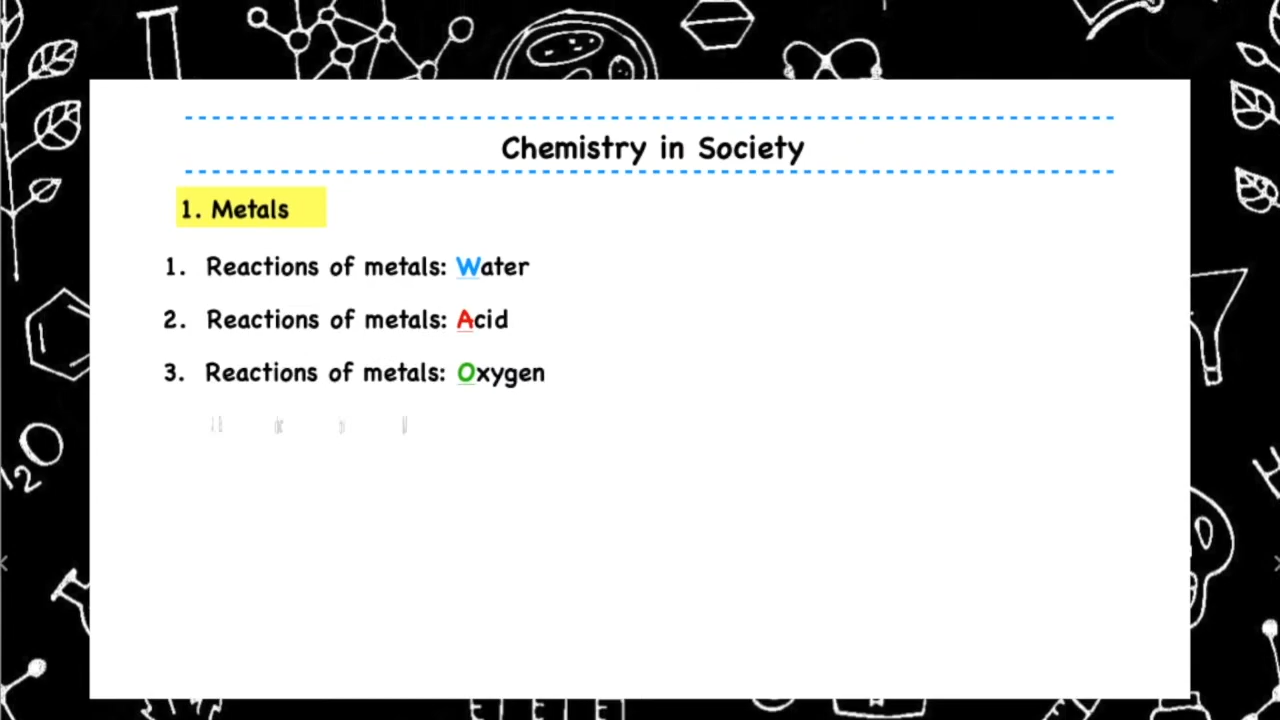 Chemistry in Society
1. Metals
1. Reactions of metals: Water
2. Reactions of metals: Acid
3. Reactions of metals: Oxygen
H₂O